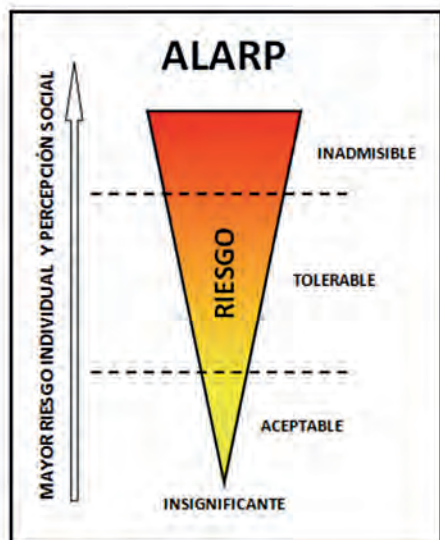 ALARP
MAYOR RIESGO INDIVIDUAL Y PERCEPCIÓN SOCIAL
INADMISIBLE
RIESGO
TOLERABLE
ACEPTABLE
INSIGNIFICANTE